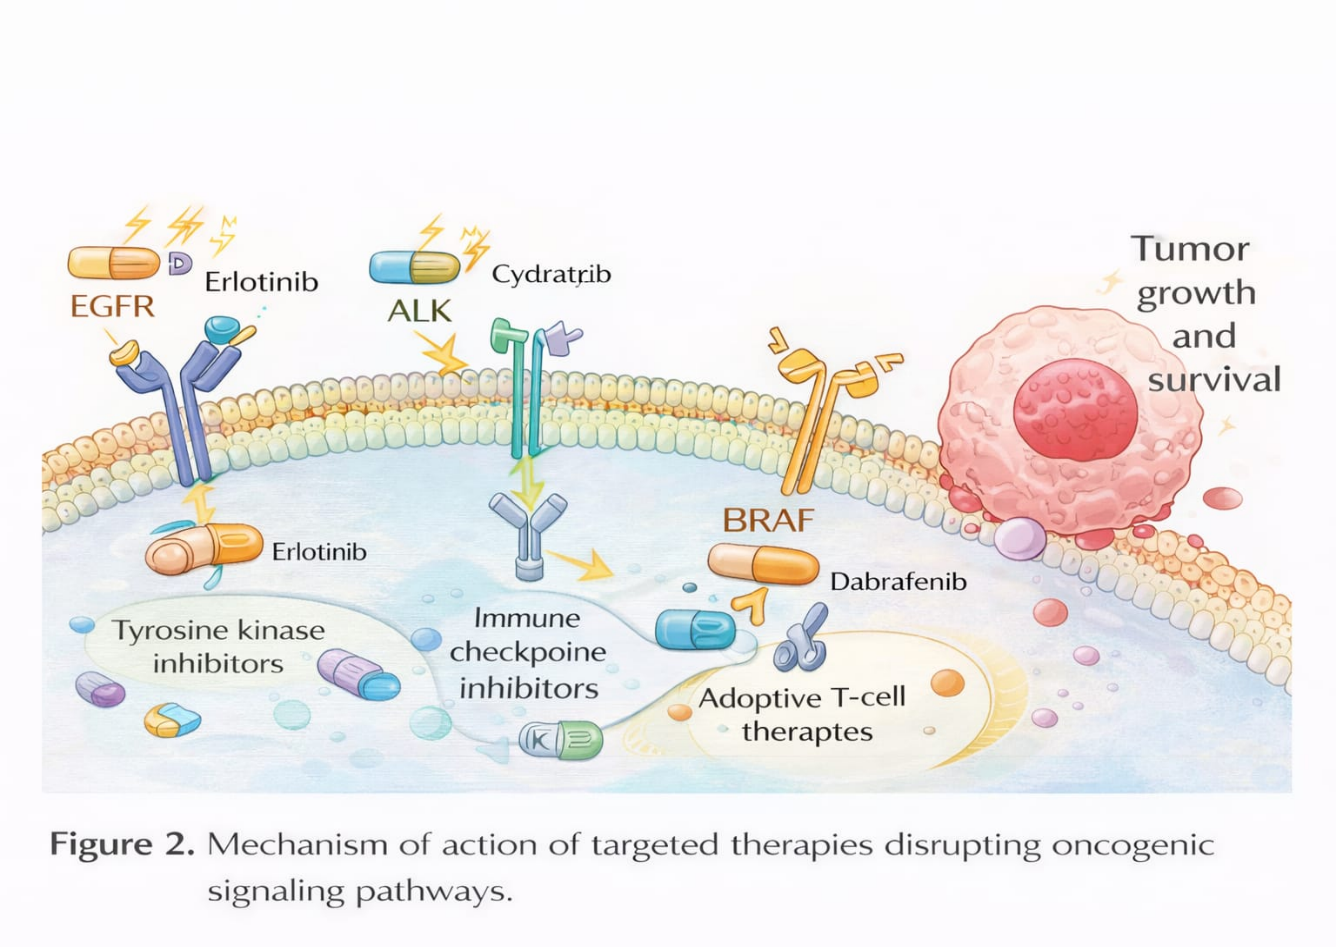 Erlotinib
EGFR
Cydratrib
ALK
Tumor
growth
and
survival
Erlotinib
BRAF
Dabrafenib
Tyrosine kinase
inhibitors
Immune
checkpoine
inhibitors
K
Adoptive T-cell
theraptes
Figure 2. Mechanism of action of targeted therapies disrupting oncogenic
signaling pathways.